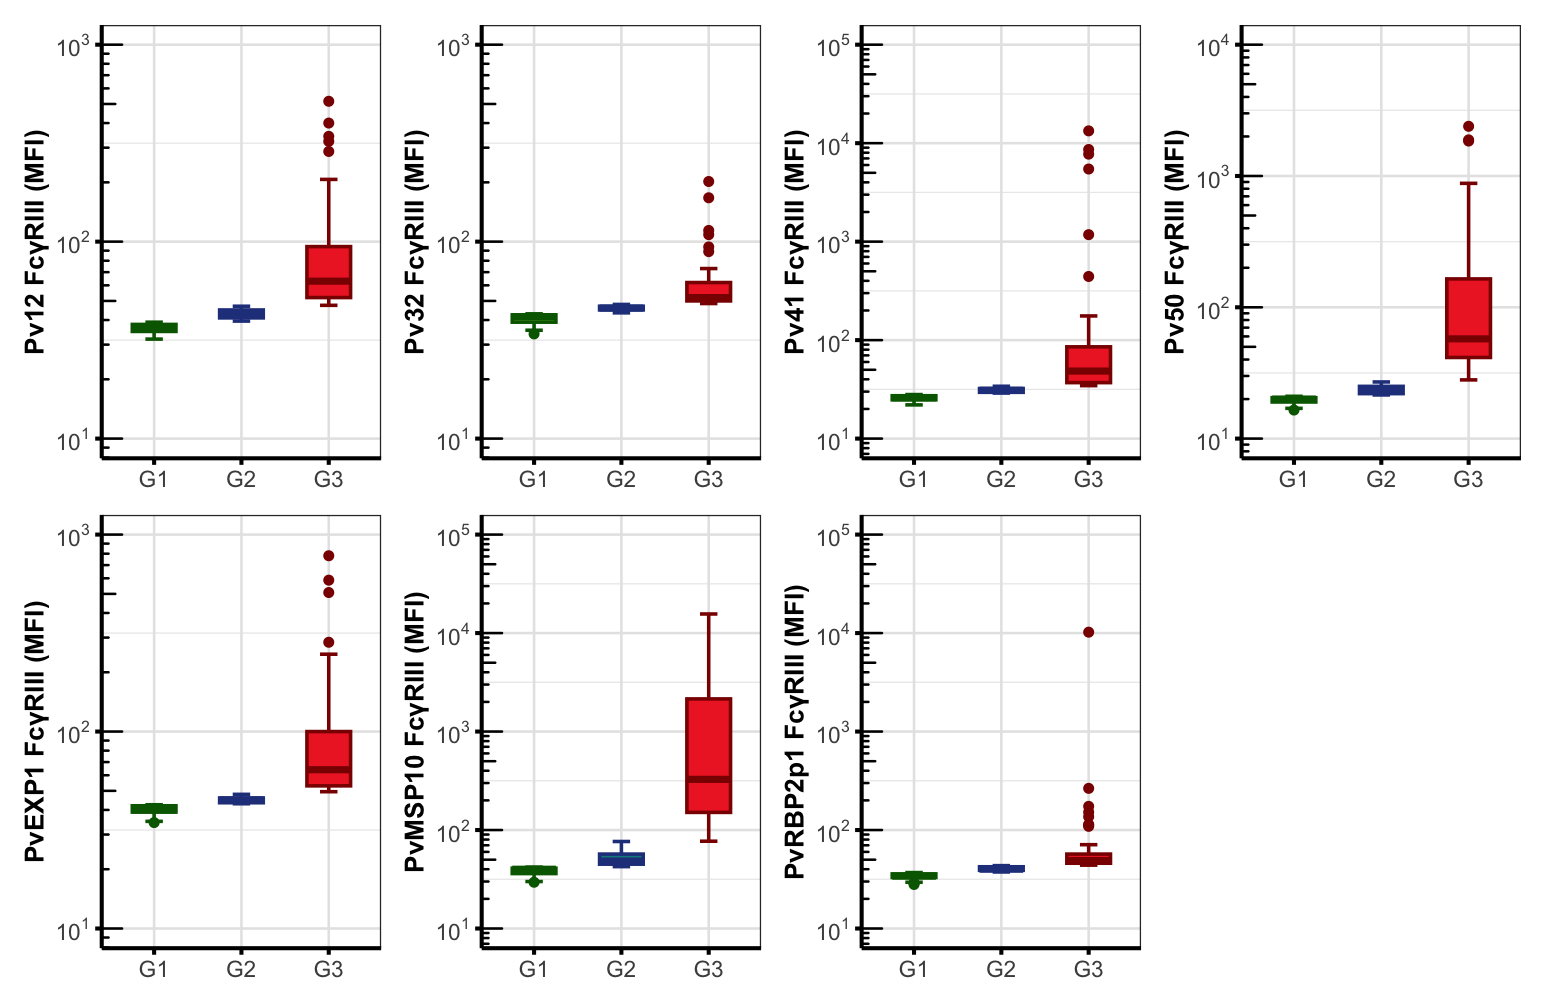 Pv12 FcγRIII (MFI)
10³
10²
10¹
G1 G2 G3
Pv32 FcγRIII (MFI)
10³
10²
10¹
G1 G2 G3
Pv41 FcγRIII (MFI)
10⁵
10⁴
10³
10²
10¹
G1 G2 G3
Pv50 FcγRIII (MFI)
10⁴
10³
10²
10¹
G1 G2 G3
PvEXP1 FcγRIII (MFI)
10³
10²
10¹
G1 G2 G3
PvMSP10 FcγRIII (MFI)
10⁵
10⁴
10³
10²
10¹
G1 G2 G3
PvRBP2p1 FcγRIII (MFI)
10⁵
10⁴
10³
10²
10¹
G1 G2 G3